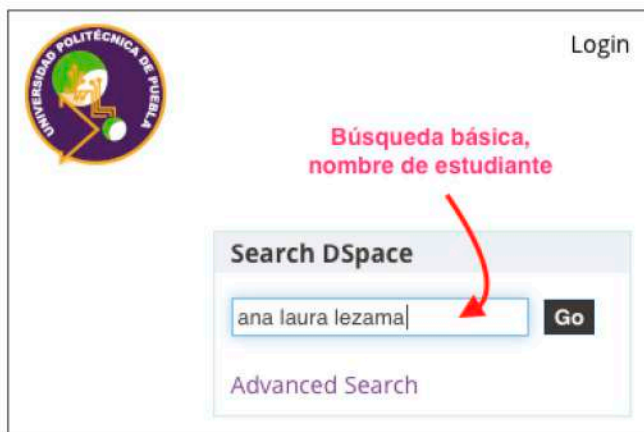 UNIVERSIDAD POLITÉCNICA DE PUEBLA
Login
Búsqueda básica,
nombre de estudiante
Search DSpace
ana laura lezama
Go
Advanced Search